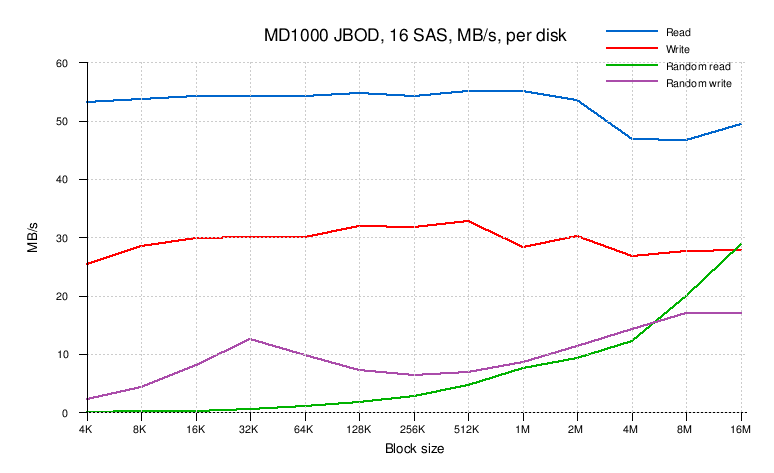 MD1000 JBOD, 16 SAS, MB/s, per disk
Read
Write
Random read
Random write
60
50
40
30
20
10
0
MB/s
4K 8K 16K 32K 64K 128K 256K 512K 1M 2M 4M 8M 16M
Block size